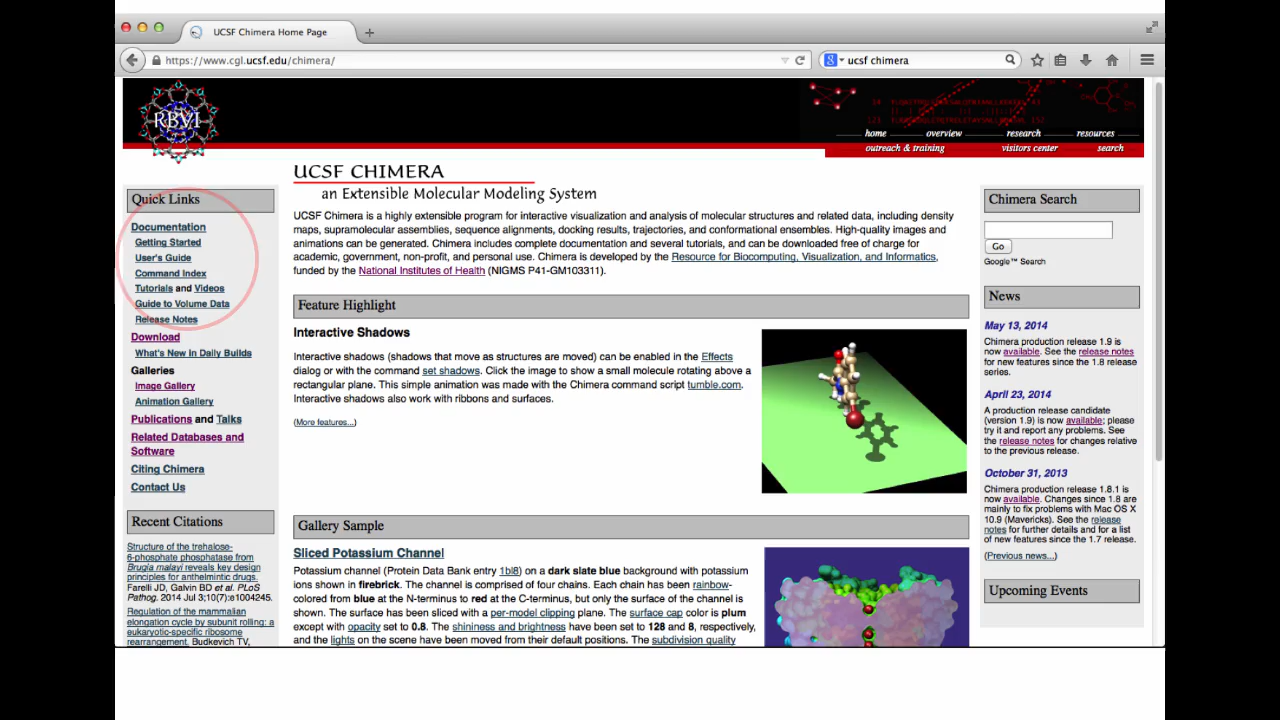 UCSF Chimera Home Page
https://www.cgl.ucsf.edu/chimera/
ucsf chimera
RBVI
home overview research resources
outreach & training visitors center search
UCSF CHIMERA
an Extensible Molecular Modeling System
UCSF Chimera is a highly extensible program for interactive visualization and analysis of molecular structures and related data, including density
maps, supramolecular assemblies, sequence alignments, docking results, trajectories, and conformational ensembles. High-quality images and
animations can be generated. Chimera includes complete documentation and several tutorials, and can be downloaded free of charge for
academic, government, non-profit, and personal use. Chimera is developed by the Resource for Biocomputing, Visualization, and Informatics,
funded by the National Institutes of Health (NIGMS P41-GM103311).
Quick Links
Documentation
Getting Started
User's Guide
Command Index
Tutorials and Videos
Guide to Volume Data
Release Notes
Download
What's New in Daily Builds
Galleries
Image Gallery
Animation Gallery
Publications and Talks
Related Databases and
Software
Citing Chimera
Contact Us
Recent Citations
Structure of the trehalose-
6-phosphate phosphatase from
Brugia malayi reveals key design
principles for anthelmintic drugs.
Farelli JD, Galvin BD et al. PLoS
Pathog. 2014 Jul 3;10(7):e1004245.
Regulation of the mammalian
elongation cycle by subunit rolling: a
eukaryotic-specific ribosome
rearrangement. Budkevich TV,
Feature Highlight
Interactive Shadows
Interactive shadows (shadows that move as structures are moved) can be enabled in the Effects
dialog or with the command set shadows. Click the image to show a small molecule rotating above a
rectangular plane. This simple animation was made with the Chimera command script tumble.com.
Interactive shadows also work with ribbons and surfaces.
(More features...)
Gallery Sample
Sliced Potassium Channel
Potassium channel (Protein Data Bank entry 1bl8) on a dark slate blue background with potassium
ions shown in firebrick. The channel is comprised of four chains. Each chain has been rainbow-
colored from blue at the N-terminus to red at the C-terminus, but only the surface of the channel is
shown. The surface has been sliced with a per-model clipping plane. The surface cap color is plum
except with opacity set to 0.8. The shininess and brightness have been set to 128 and 8, respectively,
and the lights on the scene have been moved from their default positions. The subdivision quality
Chimera Search
Go
Google™ Search
News
May 13, 2014
Chimera production release 1.9 is
now available. See the release notes
for new features since the 1.8 release
series.
April 23, 2014
A production release candidate
(version 1.9) is now available; please
try it and report any problems. See
the release notes for changes relative
to the previous release.
October 31, 2013
Chimera production release 1.8.1 is
now available. Changes since 1.8 are
mainly to fix problems with Mac OS X
10.9 (Mavericks). See the release
notes for further details and for a list
of new features since the 1.7 release.
(Previous news...)
Upcoming Events